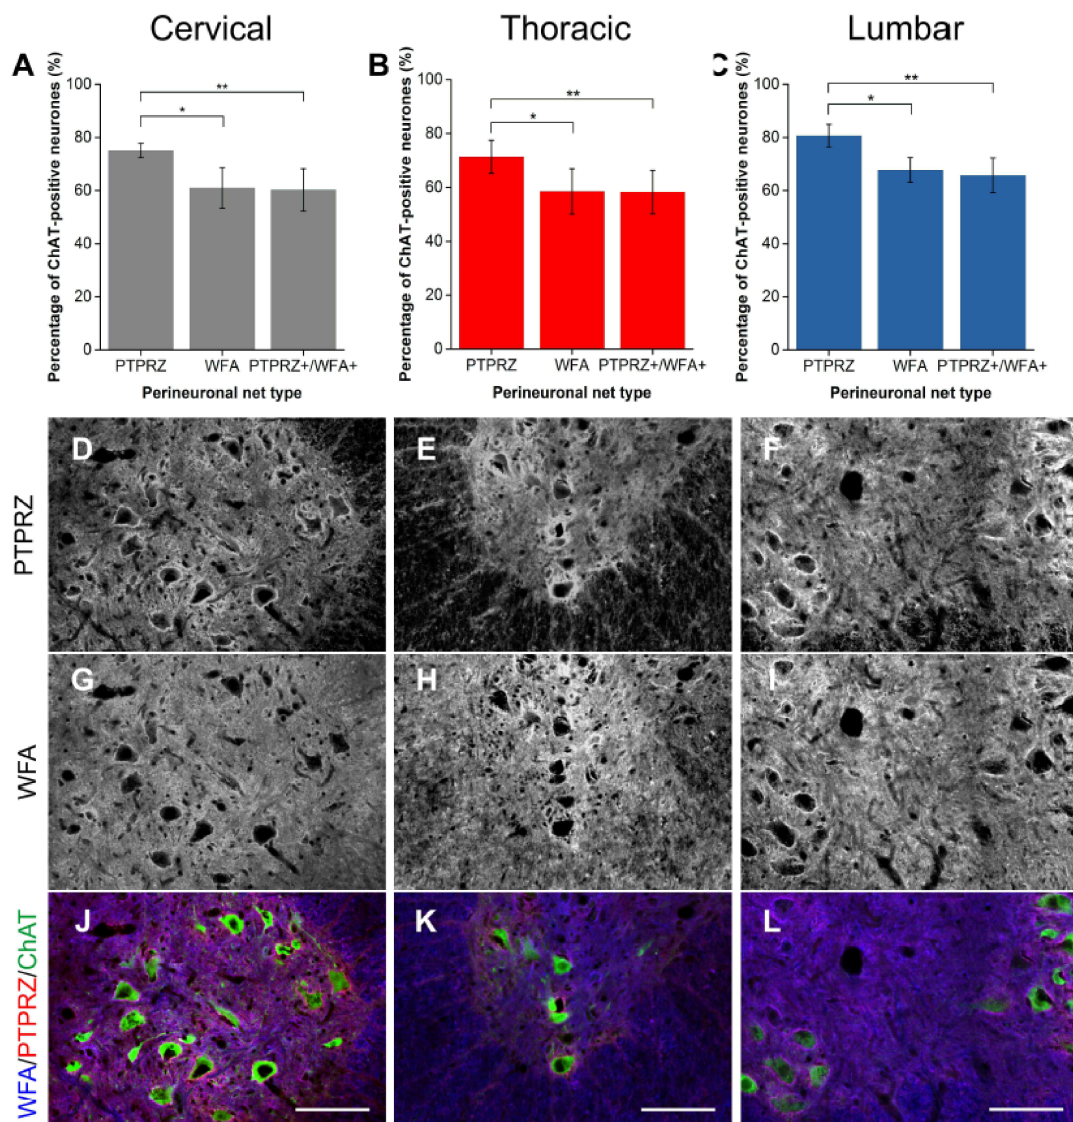 Cervical
Thoracic
Lumbar
A
Percentage of ChAT-positive neurones (%)
100
80
60
40
20
0
**
*
PTPRZ
WFA
PTPRZ+/WFA+
Perineuronal net type
B
Percentage of ChAT-positive neurones (%)
100
80
60
40
20
0
**
*
PTPRZ
WFA
PTPRZ+/WFA+
Perineuronal net type
C
Percentage of ChAT-positive neurones (%)
100
80
60
40
20
0
**
*
PTPRZ
WFA
PTPRZ+/WFA+
Perineuronal net type
PTPRZ
D
E
F
WFA
G
H
I
WFA/PTPRZ/ChAT
J
K
L